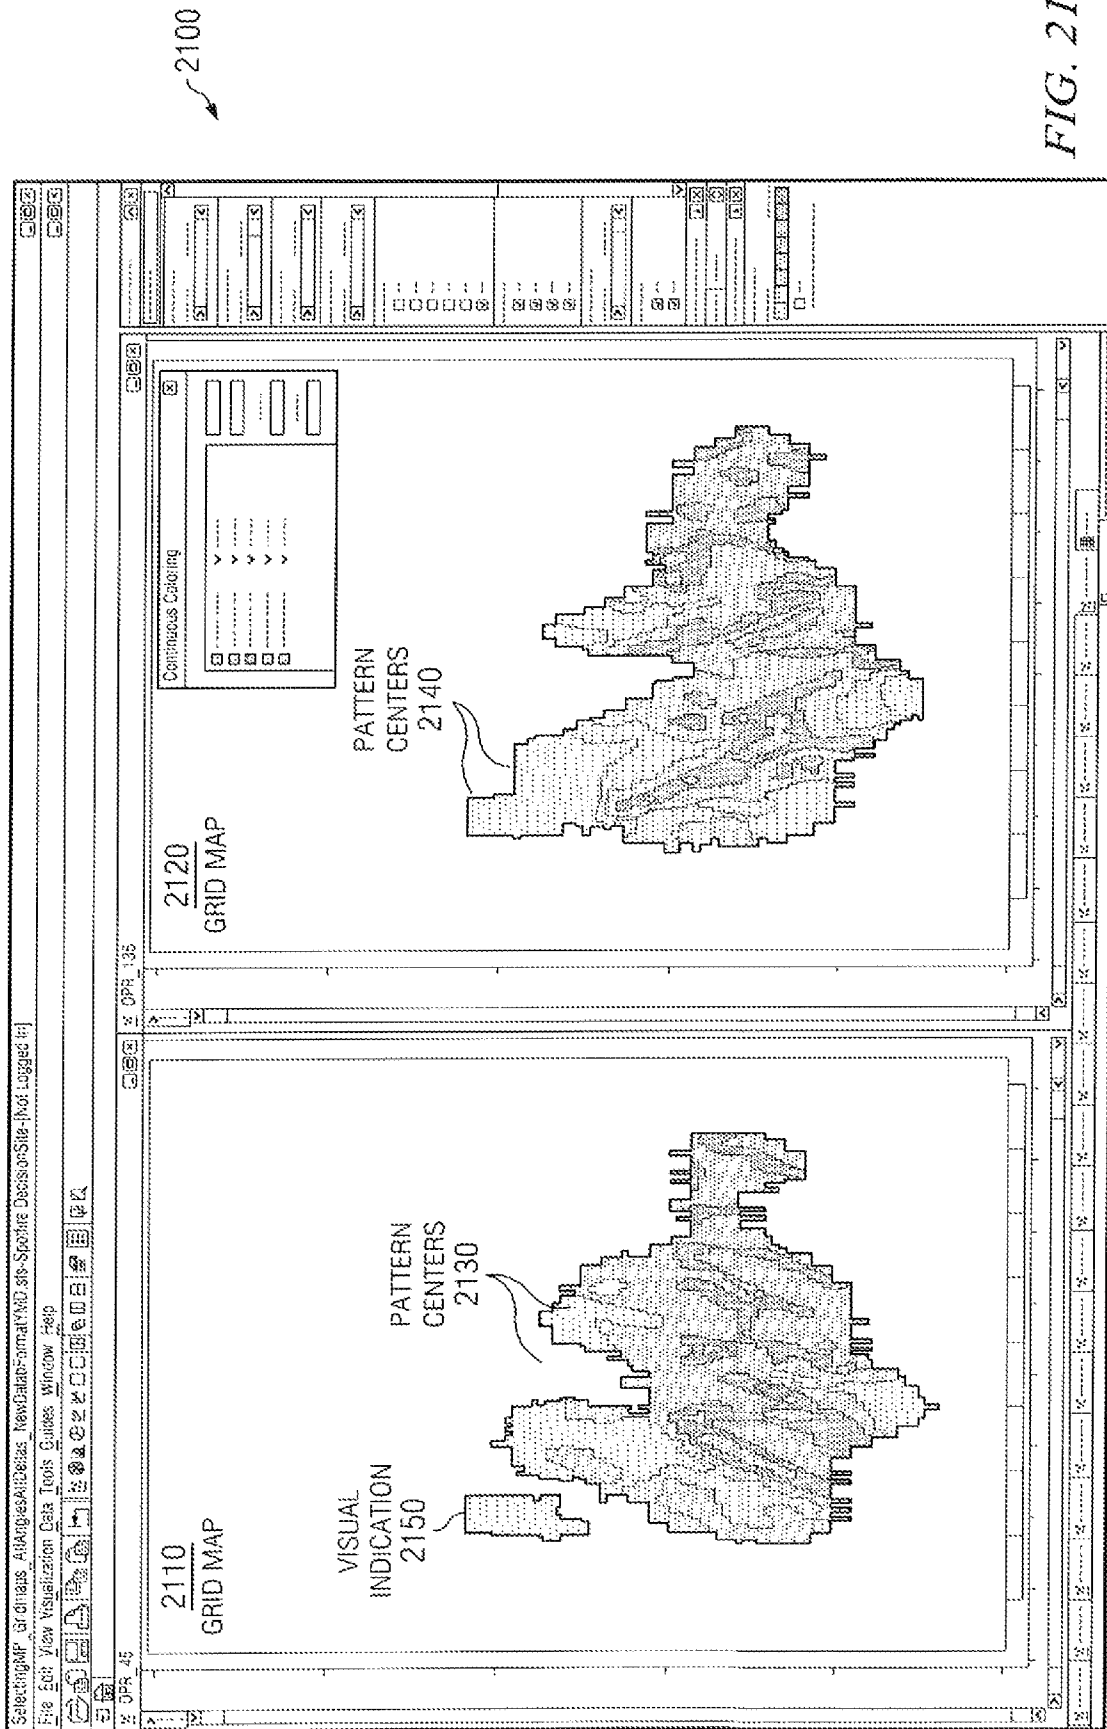 SelectingIMP_Gridmaps_AllAnglesAllDeltas_NewDatabFormatYMD.sfs-Spotfire DecisionSite-[Not Logged In]
File Edit View Visualization Data Tools Guides Window Help
OPR_45
OPR_135
2110
GRID MAP
VISUAL
INDICATION
2150
PATTERN
CENTERS
2130
2120
GRID MAP
PATTERN
CENTERS
2140
Continuous Coloring
2100
FIG. 21